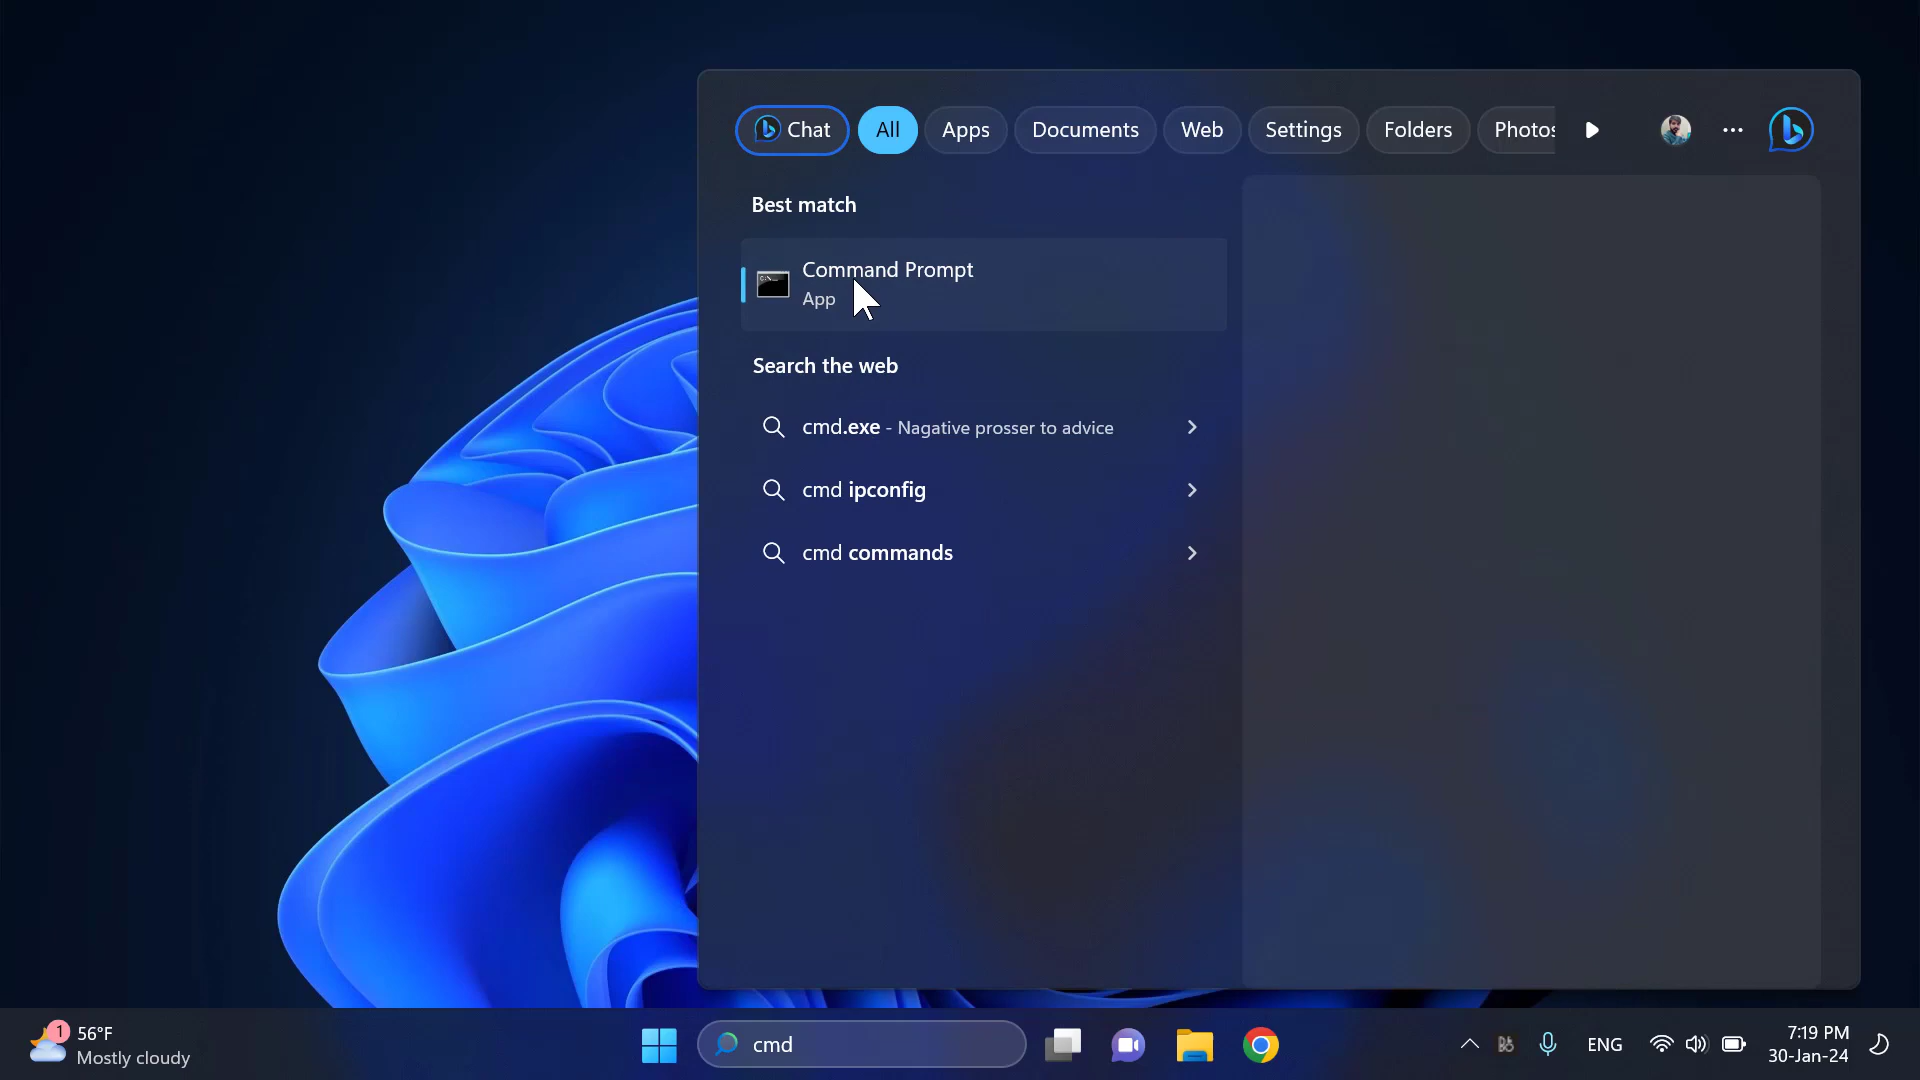 Chat
All
Apps
Documents
Web
Settings
Folders
Photos
Best match
Command Prompt
App
Search the web
cmd.exe - Nagative prosser to advice
cmd ipconfig
cmd commands
1
56°F
Mostly cloudy
cmd
ENG
7:19 PM
30-Jan-24